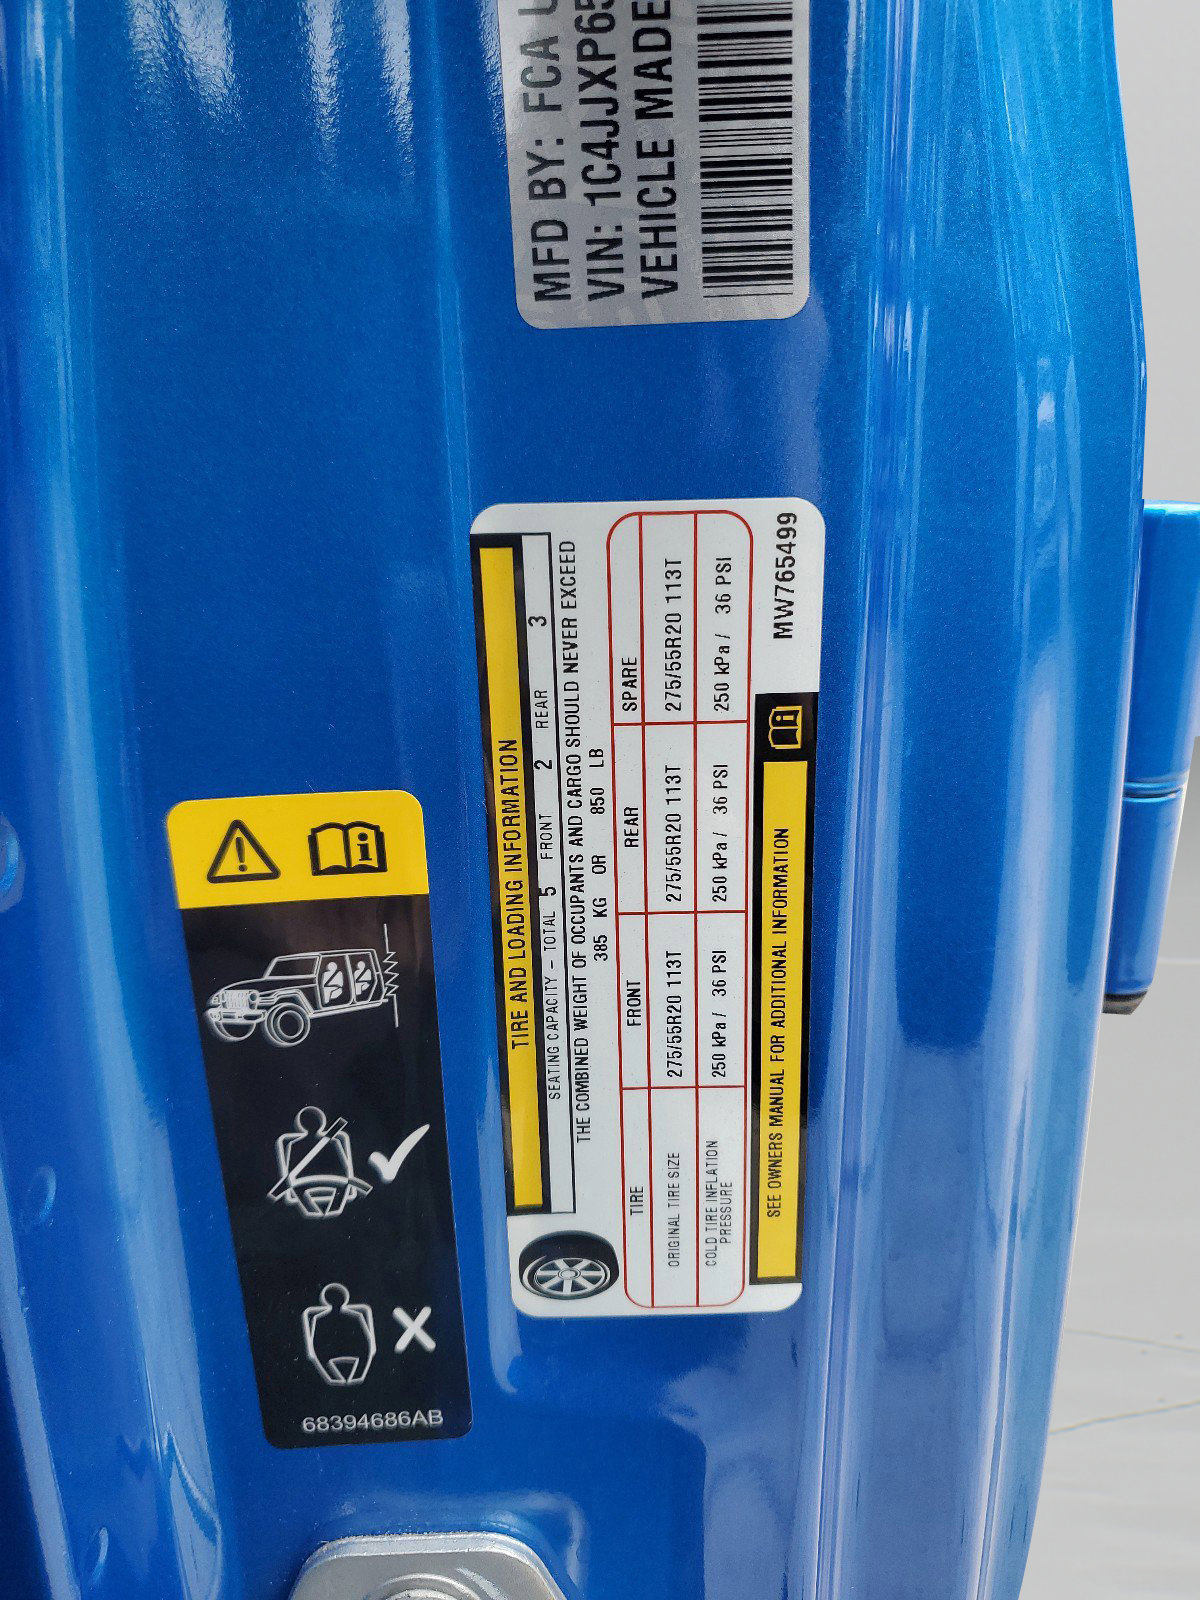 MFD BY: FCA
VIN: 1C4JJXP65
VEHICLE MADE
TIRE AND LOADING INFORMATION
SEATING CAPACITY – TOTAL 5 FRONT 2 REAR 3
THE COMBINED WEIGHT OF OCCUPANTS AND CARGO SHOULD NEVER EXCEED
385 KG OR 850 LB
TIRE FRONT REAR SPARE
ORIGINAL TIRE SIZE 275/55R20 113T 275/55R20 113T 275/55R20 113T
COLD TIRE INFLATION PRESSURE 250 kPa / 36 PSI 250 kPa / 36 PSI 250 kPa / 36 PSI
SEE OWNERS MANUAL FOR ADDITIONAL INFORMATION
MW765499
68394686AB